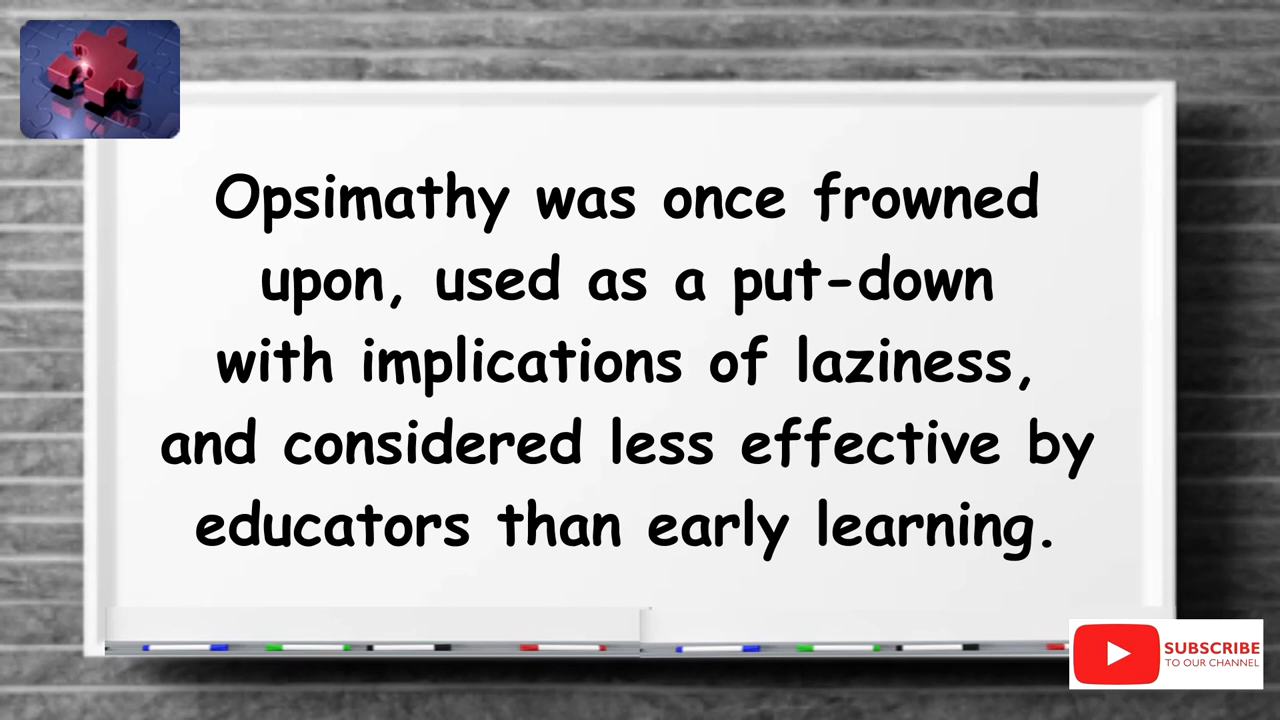 Opsimathy was once frowned
upon, used as a put-down
with implications of laziness,
and considered less effective by
educators than early learning.
SUBSCRIBE
TO OUR CHANNEL